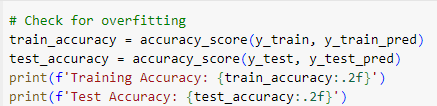 # Check for overfitting
train_accuracy = accuracy_score(y_train, y_train_pred)
test_accuracy = accuracy_score(y_test, y_test_pred)
print(f'Training Accuracy: {train_accuracy:.2f}')
print(f'Test Accuracy: {test_accuracy:.2f}')